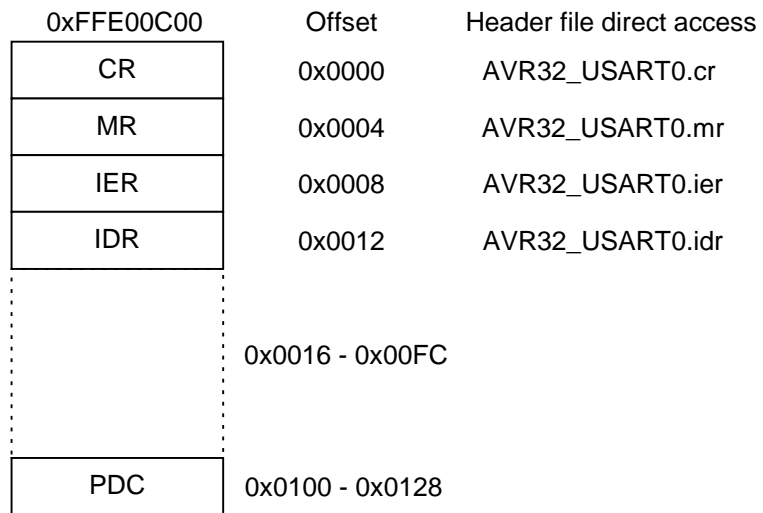 0xFFE00C00 Offset Header file direct access
CR 0x0000 AVR32_USART0.cr
MR 0x0004 AVR32_USART0.mr
IER 0x0008 AVR32_USART0.ier
IDR 0x0012 AVR32_USART0.idr
0x0016 - 0x00FC
PDC 0x0100 - 0x0128